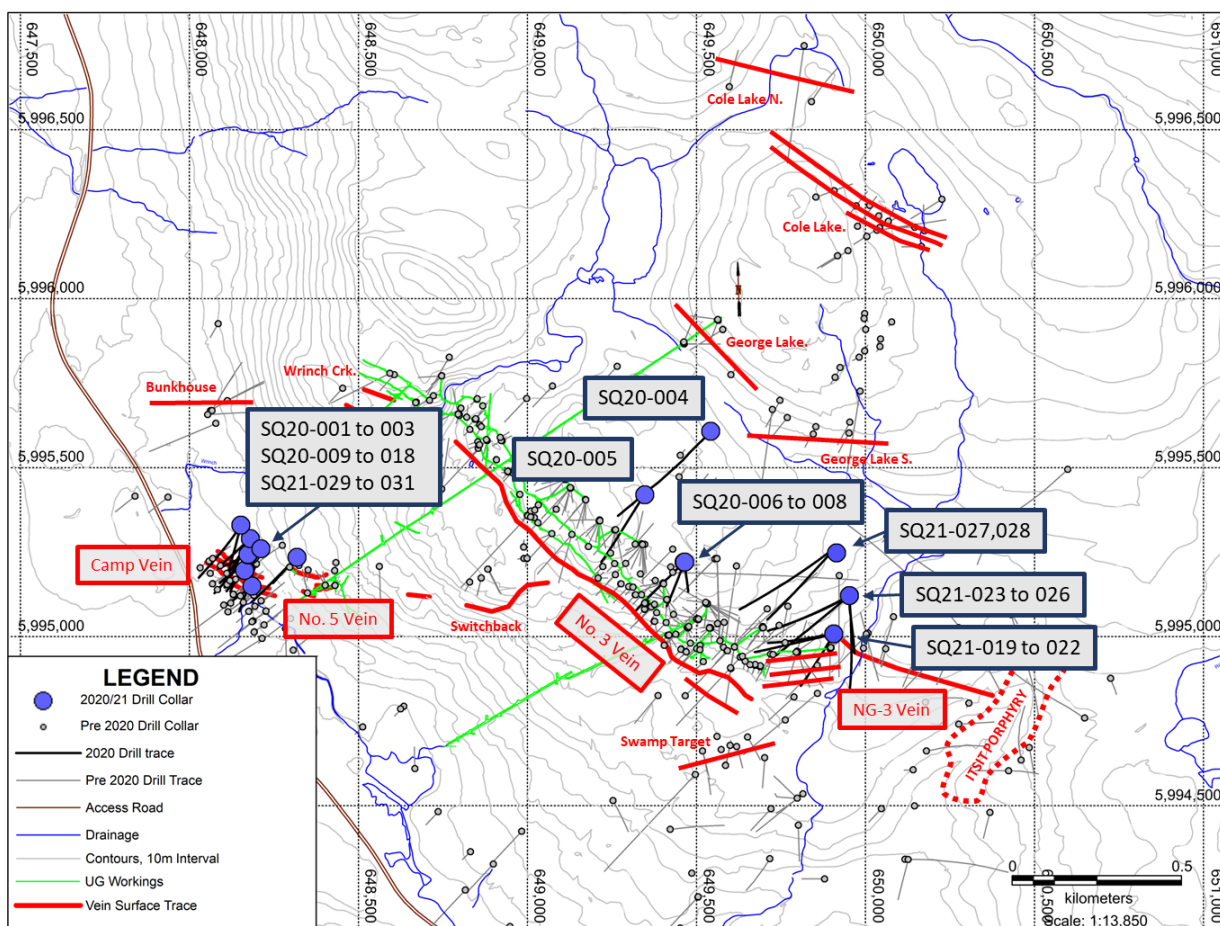 647,500
648,000
648,500
649,000
649,500
650,000
650,500
651,000
Cole Lake N.
5,996,500
5,996,500
Cole Lake.
5,996,000
5,996,000
George Lake.
Wrinch Crk.
Bunkhouse
SQ20-004
SQ20-001 to 003
SQ20-009 to 018
SQ21-029 to 031
5,995,500
5,995,500
George Lake S.
SQ20-005
Wrinch
SQ20-006 to 008
SQ21-027,028
Camp Vein
SQ21-023 to 026
No. 5 Vein
Switchback
No. 3 Vein
5,995,000
5,995,000
SQ21-019 to 022
NG-3 Vein
Swamp Target
ITSIT PORPHYRY
5,994,500
LEGEND
2020/21 Drill Collar
Pre 2020 Drill Collar
2020 Drill trace
Pre 2020 Drill Trace
Access Road
Drainage
Contours, 10m Interval
UG Workings
Vein Surface Trace
648,500
649,000
649,500
650,000
0
0.5
kilometers
Scale: 1:13,850